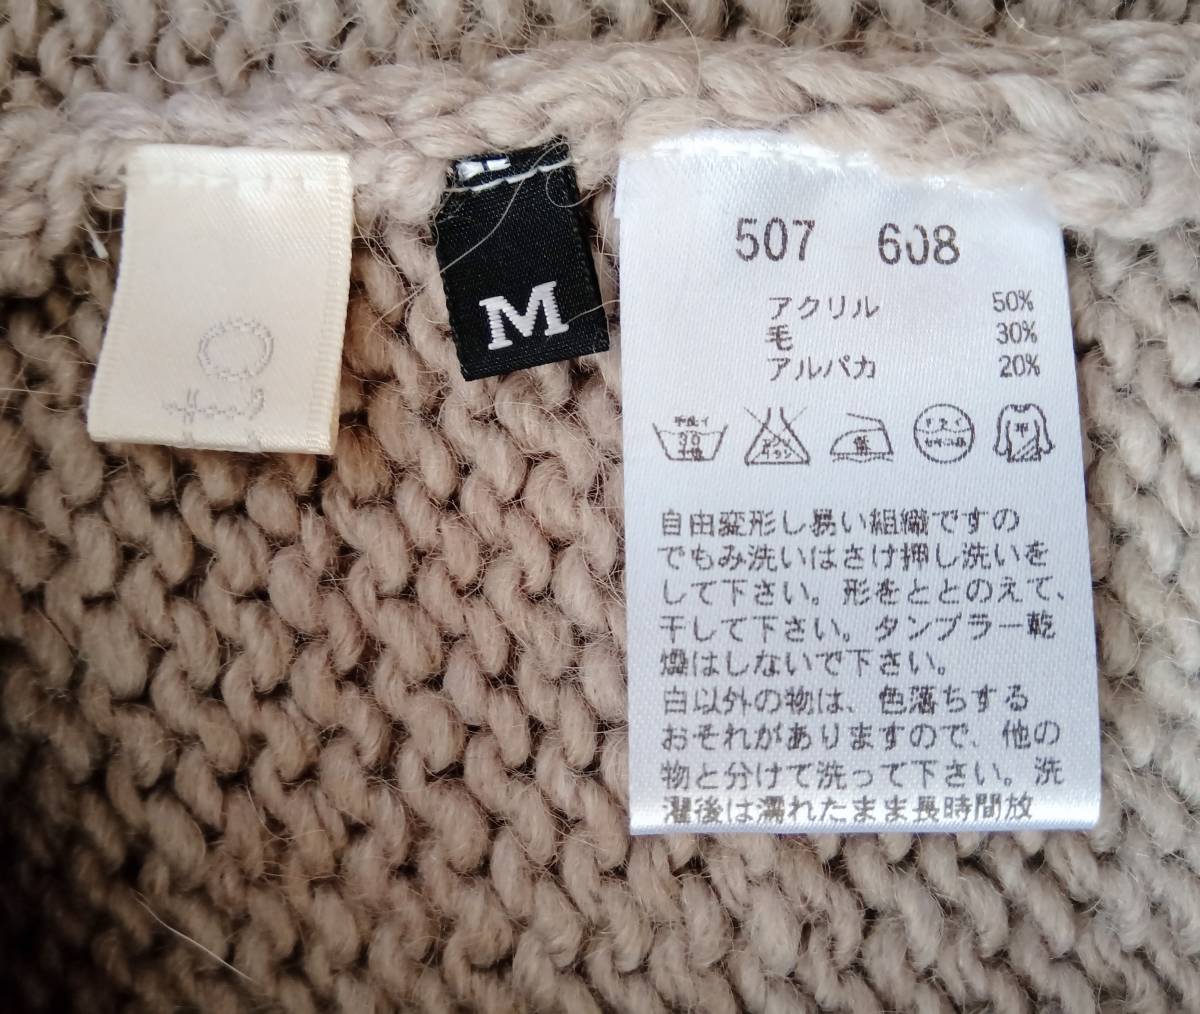 M
507 608
アクリル 50%
毛 30%
アルパカ 20%
自由変形し易い組織ですの
でもみ洗いはさけ押し洗いを
して下さい。形をととのえて、
干して下さい。タンブラー乾
燥はしないで下さい。
白以外の物は、色落ちする
おそれがありますので、他の
物と分けて洗って下さい。洗
濯後は濡れたまま長時間放